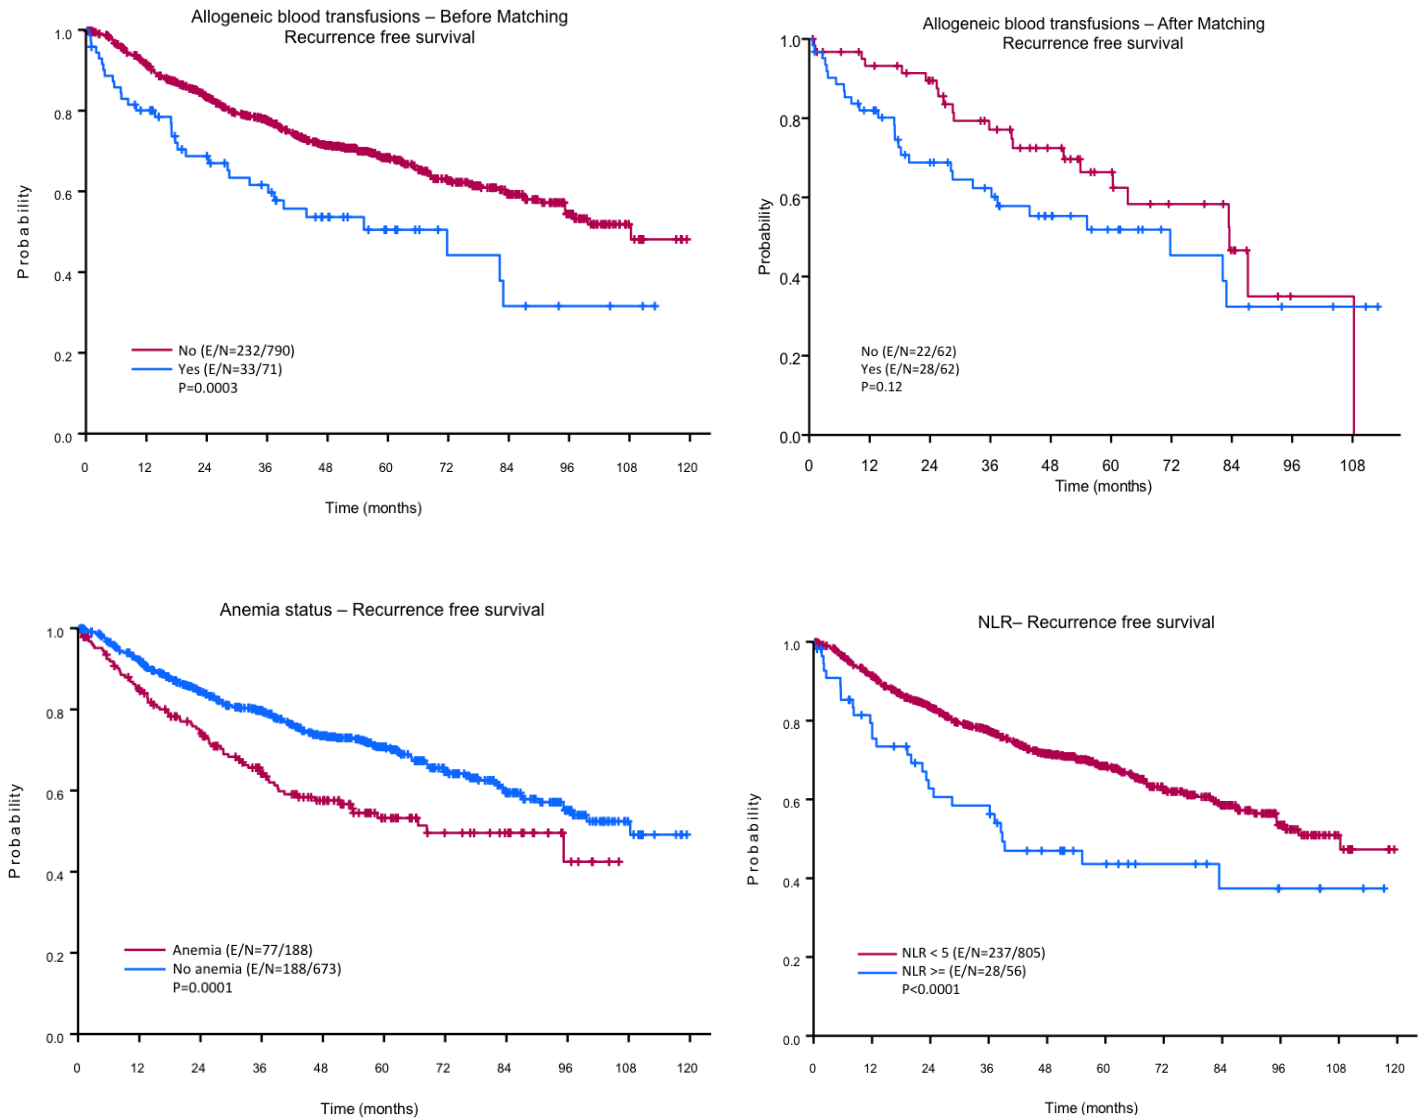 Allogeneic blood transfusions – Before Matching
Recurrence free survival
1.0
0.8
0.6
0.4
0.2
0.0
Probability
No (E/N=232/790)
Yes (E/N=33/71)
P=0.0003
0 12 24 36 48 60 72 84 96 108 120
Time (months)
Allogeneic blood transfusions – After Matching
Recurrence free survival
1.0
0.8
0.6
0.4
0.2
0.0
Probability
No (E/N=22/62)
Yes (E/N=28/62)
P=0.12
0 12 24 36 48 60 72 84 96 108
Time (months)
Anemia status – Recurrence free survival
1.0
0.8
0.6
0.4
0.2
0.0
Probability
Anemia (E/N=77/188)
No anemia (E/N=188/673)
P=0.0001
0 12 24 36 48 60 72 84 96 108 120
Time (months)
NLR– Recurrence free survival
1.0
0.8
0.6
0.4
0.2
0.0
Probability
NLR < 5 (E/N=237/805)
NLR >= (E/N=28/56)
P<0.0001
0 12 24 36 48 60 72 84 96 108 120
Time (months)